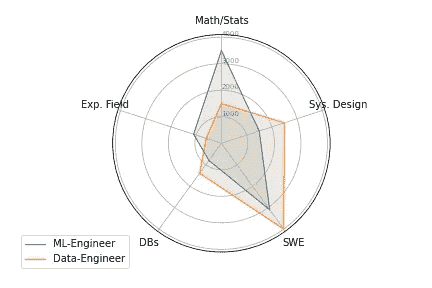 Math/Stats
4000
3000
2000
1000
Exp. Field
Sys. Design
DBs
SWE
ML-Engineer
Data-Engineer